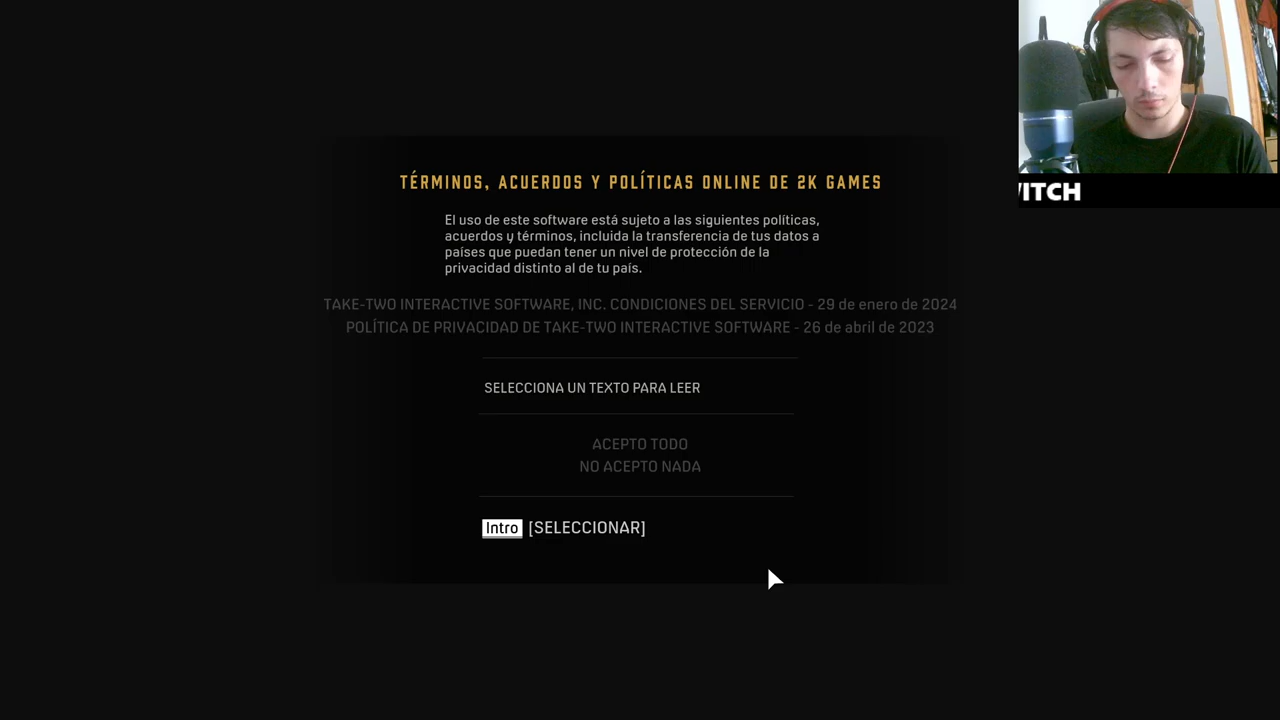 TÉRMINOS, ACUERDOS Y POLÍTICAS ONLINE DE 2K GAMES
El uso de este software está sujeto a las siguientes políticas,
acuerdos y términos, incluida la transferencia de tus datos a
países que puedan tener un nivel de protección de la
privacidad distinto al de tu país.
TAKE-TWO INTERACTIVE SOFTWARE, INC. CONDICIONES DEL SERVICIO - 29 de enero de 2024
POLÍTICA DE PRIVACIDAD DE TAKE-TWO INTERACTIVE SOFTWARE - 26 de abril de 2023
SELECCIONA UN TEXTO PARA LEER
ACEPTO TODO
NO ACEPTO NADA
Intro [SELECCIONAR]